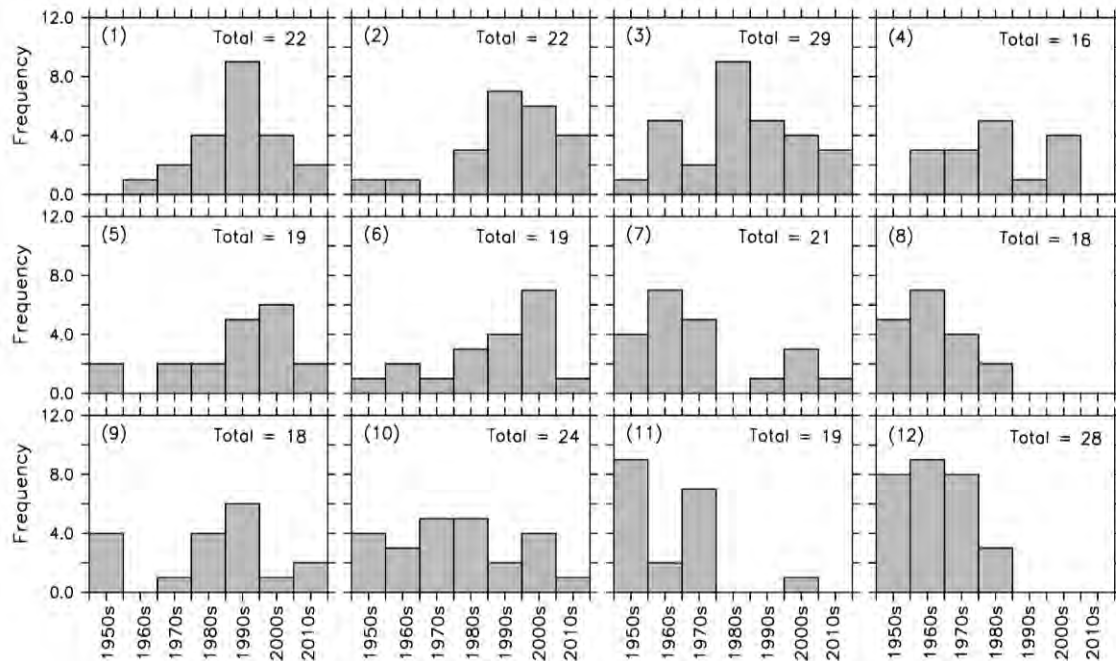 12.0 (1) Total = 22 (2) Total = 22 (3) Total = 29 (4) Total = 16
8.0
4.0
0.0
Frequency
12.0 (5) Total = 19 (6) Total = 19 (7) Total = 21 (8) Total = 18
8.0
4.0
0.0
Frequency
12.0 (9) Total = 18 (10) Total = 24 (11) Total = 19 (12) Total = 28
8.0
4.0
0.0
Frequency
1950s 1960s 1970s 1980s 1990s 2000s 2010s 1950s 1960s 1970s 1980s 1990s 2000s 2010s 1950s 1960s 1970s 1980s 1990s 2000s 2010s 1950s 1960s 1970s 1980s 1990s 2000s 2010s